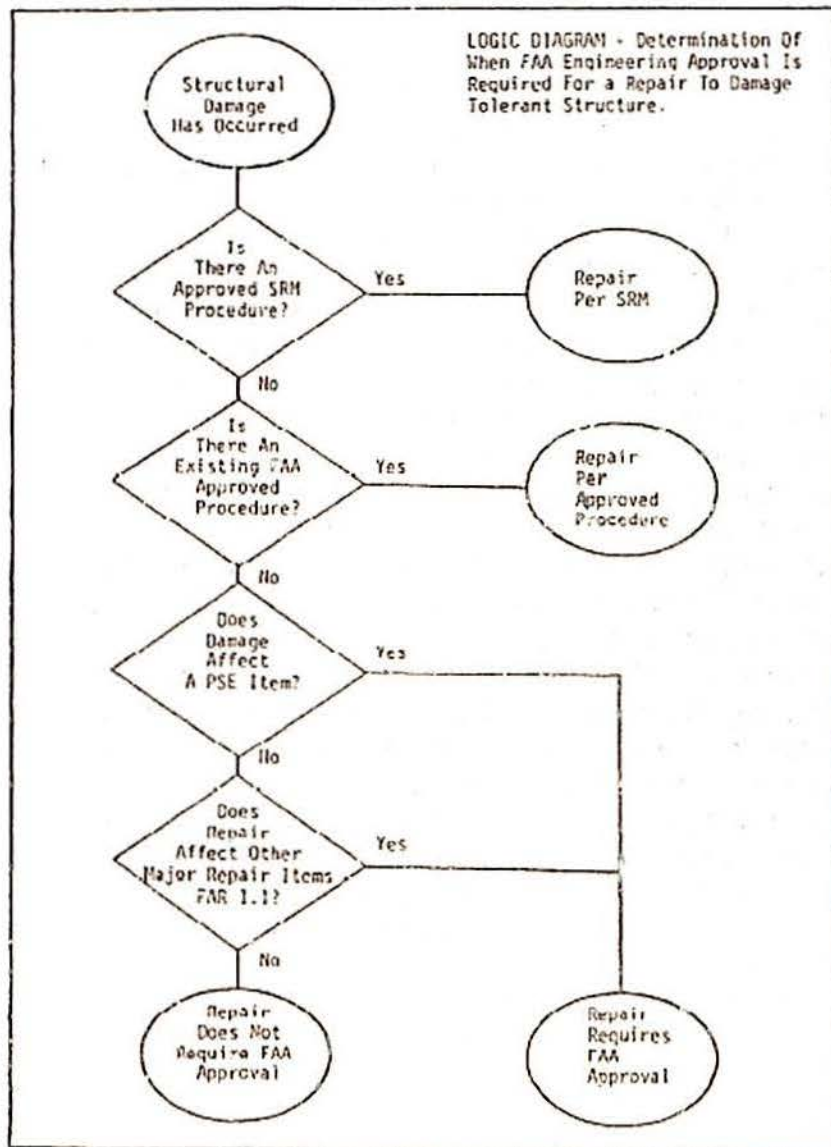 LOGIC DIAGRAM - Determination Of
When FAA Engineering Approval Is
Required For a Repair To Damage
Tolerant Structure.
Structural
Damage
Has Occurred
Is
There An
Approved SRM
Procedure?
Yes
Repair
Per SRM
No
Is
There An
Existing FAA
Approved
Procedure?
Yes
Repair
Per
Approved
Procedure
No
Does
Damage
Affect
A PSE Item?
Yes
No
Does
Repair
Affect Other
Major Repair Items
FAR 1.1?
Yes
No
Repair
Does Not
Require FAA
Approval
Repair
Requires
FAA
Approval